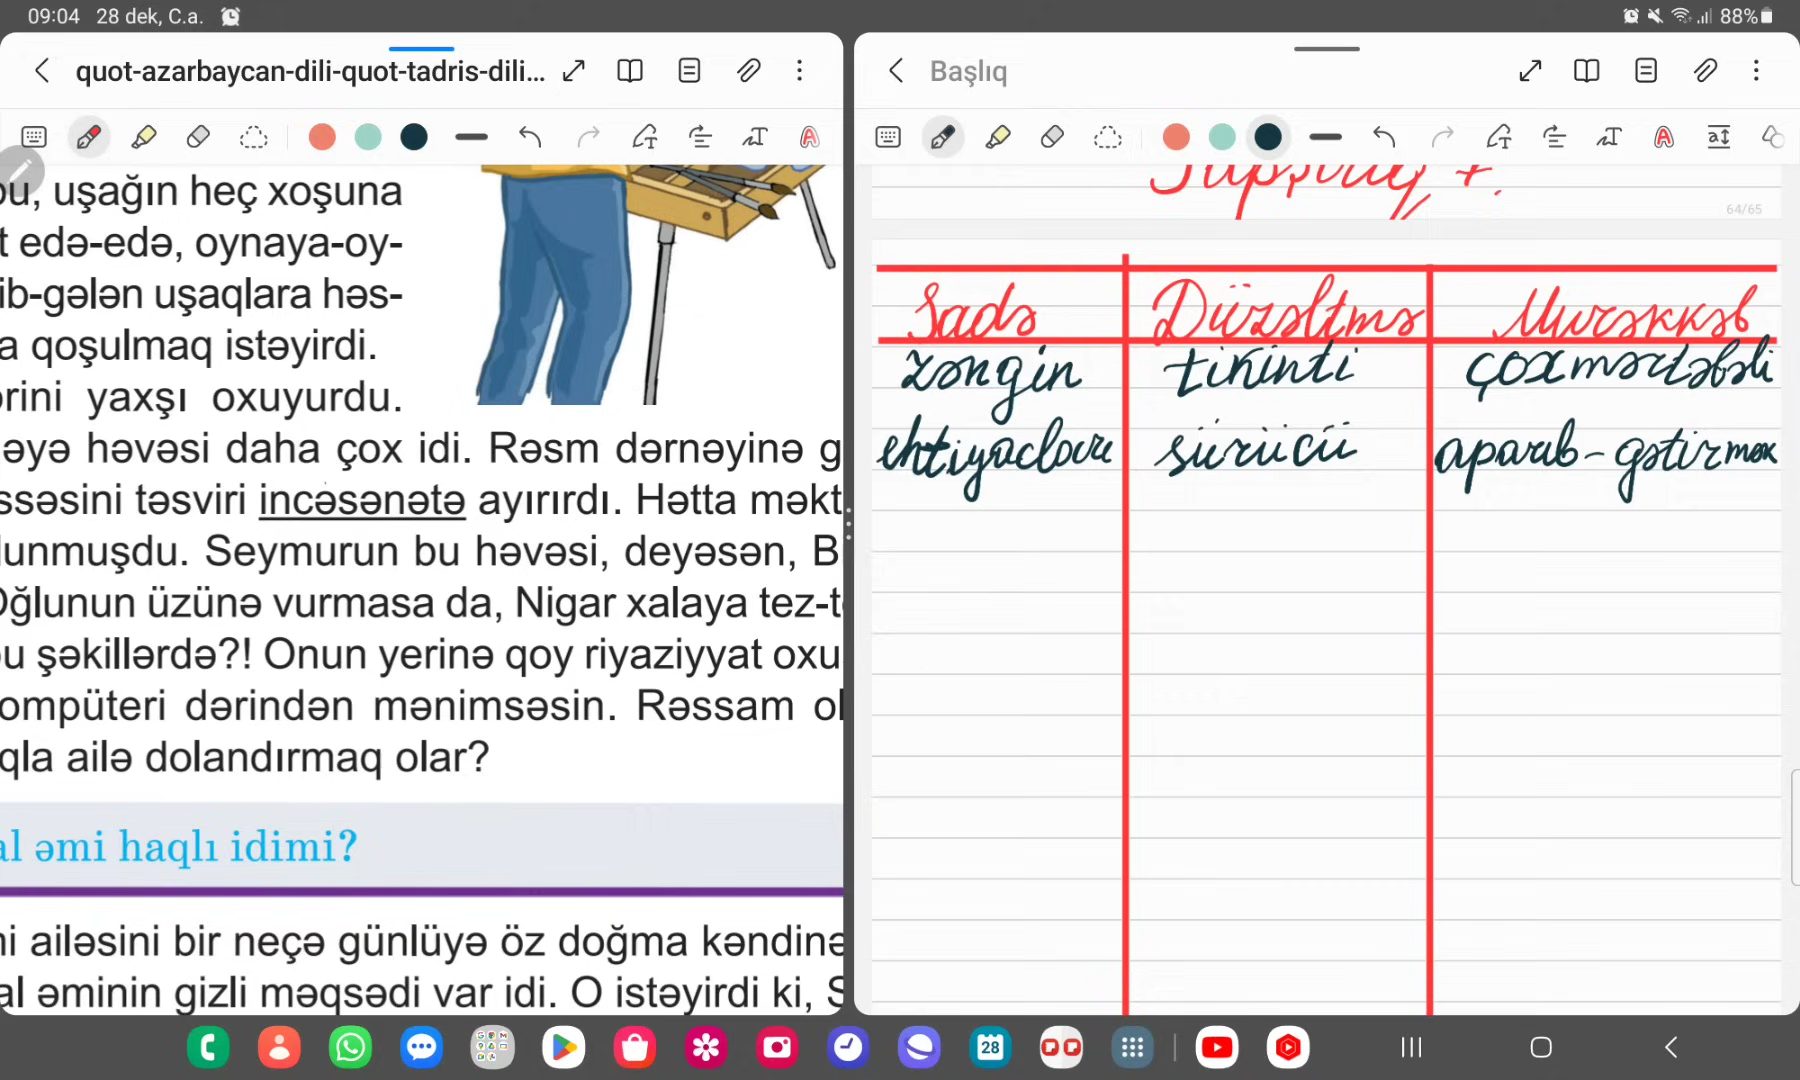 09:04 28 dek, C.a.
88%
quot-azarbaycan-dili-quot-tadris-dili...
u, uşağın heç xoşuna
t edə-edə, oynaya-oy-
ib-gələn uşaqlara həs-
a qoşulmaq istəyirdi.
ərini yaxşı oxuyurdu.
əyə həvəsi daha çox idi. Rəsm dərnəyinə g
ssəsini təsviri incəsənətə ayırırdı. Hətta məkt
lunmuşdu. Seymurun bu həvəsi, deyəsən, B
Oğlunun üzünə vurmasa da, Nigar xalaya tez-t
u şəkillərdə?! Onun yerinə qoy riyaziyyat oxu
ompüteri dərindən mənimsəsin. Rəssam ol
qla ailə dolandırmaq olar?
al əmi haqlı idimi?
i ailəsini bir neçə günlüyə öz doğma kəndinə
al əminin gizli məqsədi var idi. O istəyirdi ki, S
Başlıq
64/65
Sadə Düzəltmə Murəkkəb
zəngin tikinti çoxmərtəbəli
ehtiyacları sürücü aparıb-gətirmək
28